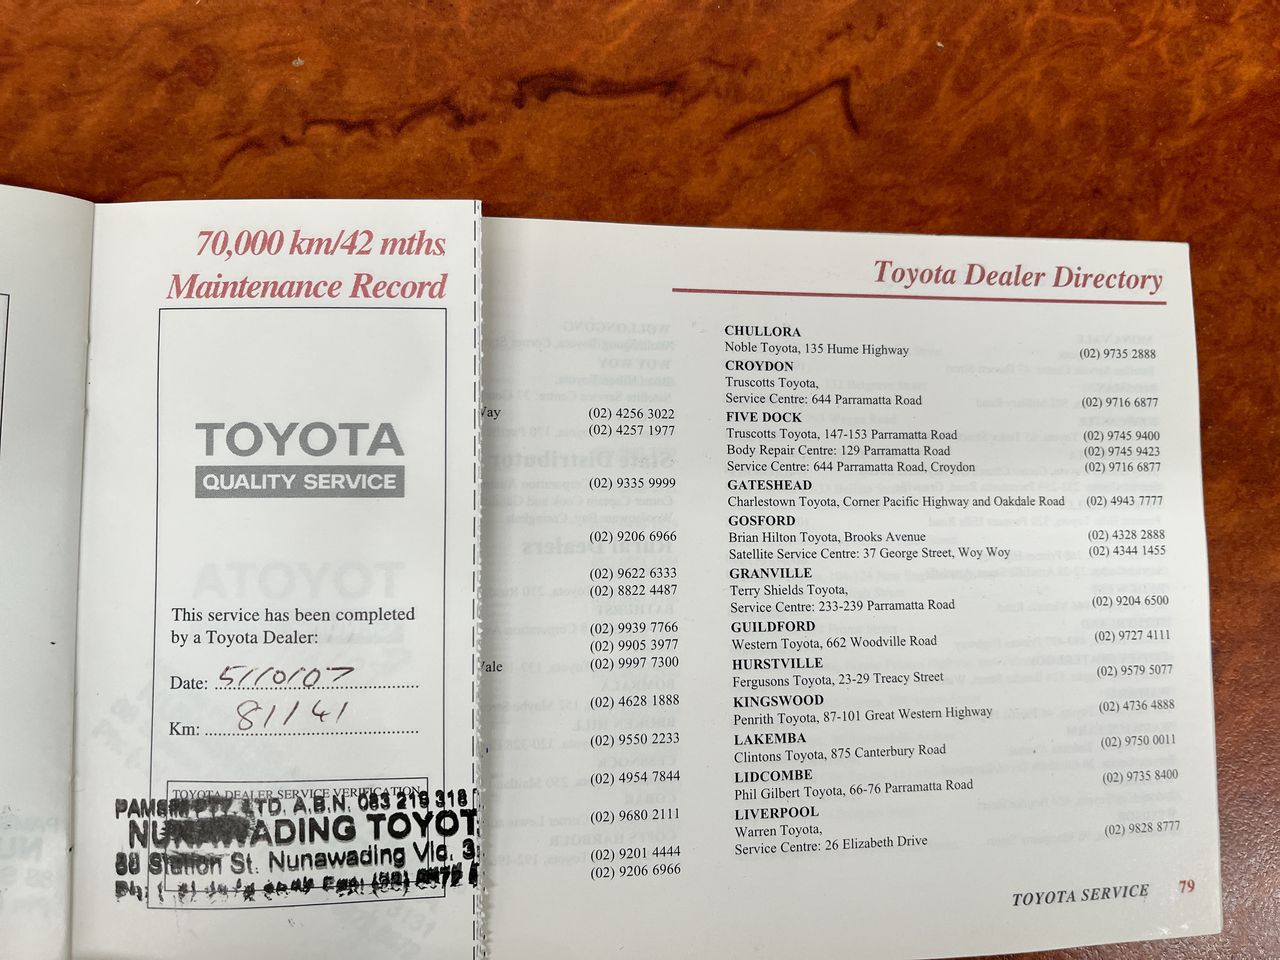 70,000 km/42 mths
Maintenance Record
TOYOTA
QUALITY SERVICE
This service has been completed
by a Toyota Dealer:
Date: 5/10/07
Km: 81141
TOYOTA DEALER SERVICE VERIFICATION
PTY. LTD. A.B.N. 083 219 318
NUNAWADING TOYOT
88 Station St. Nunawading Vic. 3
Toyota Dealer Directory
Way (02) 4256 3022
(02) 4257 1977
(02) 9335 9999
(02) 9206 6966
(02) 9622 6333
(02) 8822 4487
(02) 9939 7766
(02) 9905 3977
Vale (02) 9997 7300
(02) 4628 1888
(02) 9550 2233
(02) 4954 7844
(02) 9680 2111
(02) 9201 4444
(02) 9206 6966
CHULLORA
Noble Toyota, 135 Hume Highway (02) 9735 2888
CROYDON
Truscotts Toyota,
Service Centre: 644 Parramatta Road (02) 9716 6877
FIVE DOCK
Truscotts Toyota, 147-153 Parramatta Road (02) 9745 9400
Body Repair Centre: 129 Parramatta Road (02) 9745 9423
Service Centre: 644 Parramatta Road, Croydon (02) 9716 6877
GATESHEAD
Charlestown Toyota, Corner Pacific Highway and Oakdale Road (02) 4943 7777
GOSFORD
Brian Hilton Toyota, Brooks Avenue (02) 4328 2888
Satellite Service Centre: 37 George Street, Woy Woy (02) 4344 1455
GRANVILLE
Terry Shields Toyota,
Service Centre: 233-239 Parramatta Road (02) 9204 6500
GUILDFORD
Western Toyota, 662 Woodville Road (02) 9727 4111
HURSTVILLE
Fergusons Toyota, 23-29 Treacy Street (02) 9579 5077
KINGSWOOD
Penrith Toyota, 87-101 Great Western Highway (02) 4736 4888
LAKEMBA
Clintons Toyota, 875 Canterbury Road (02) 9750 0011
LIDCOMBE
Phil Gilbert Toyota, 66-76 Parramatta Road (02) 9735 8400
LIVERPOOL
Warren Toyota,
Service Centre: 26 Elizabeth Drive (02) 9828 8777
TOYOTA SERVICE 79